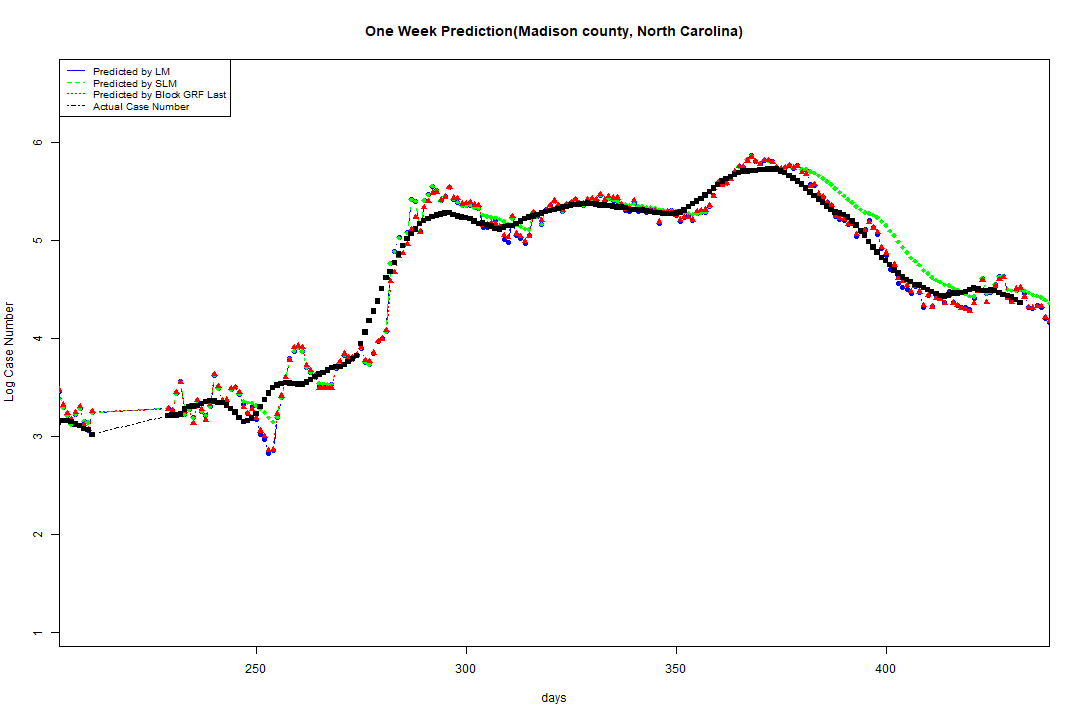 One Week Prediction(Madison county, North Carolina)
Predicted by LM
Predicted by SLM
Predicted by Block GRF Last
Actual Case Number
6
5
4
3
2
1
Log Case Number
250 300 350 400
days